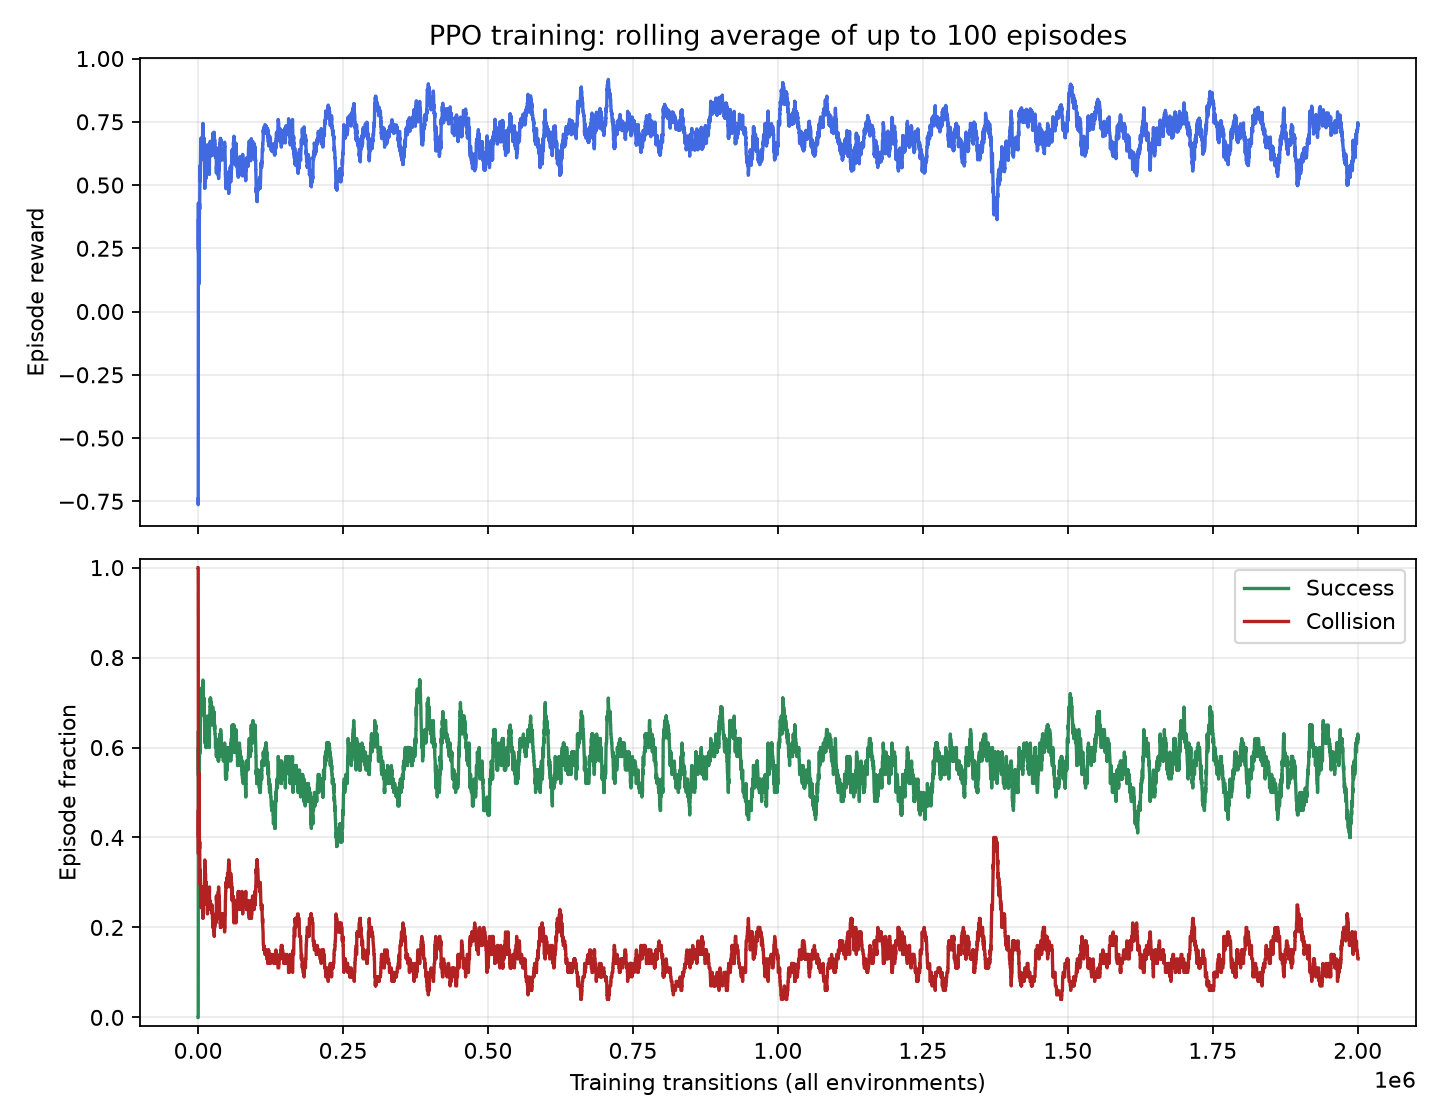 PPO training: rolling average of up to 100 episodes
1.00
0.75
0.50
0.25
0.00
−0.25
−0.50
−0.75
Episode reward
1.0
0.8
0.6
0.4
0.2
0.0
Episode fraction
Success
Collision
0.00 0.25 0.50 0.75 1.00 1.25 1.50 1.75 2.00
1e6
Training transitions (all environments)